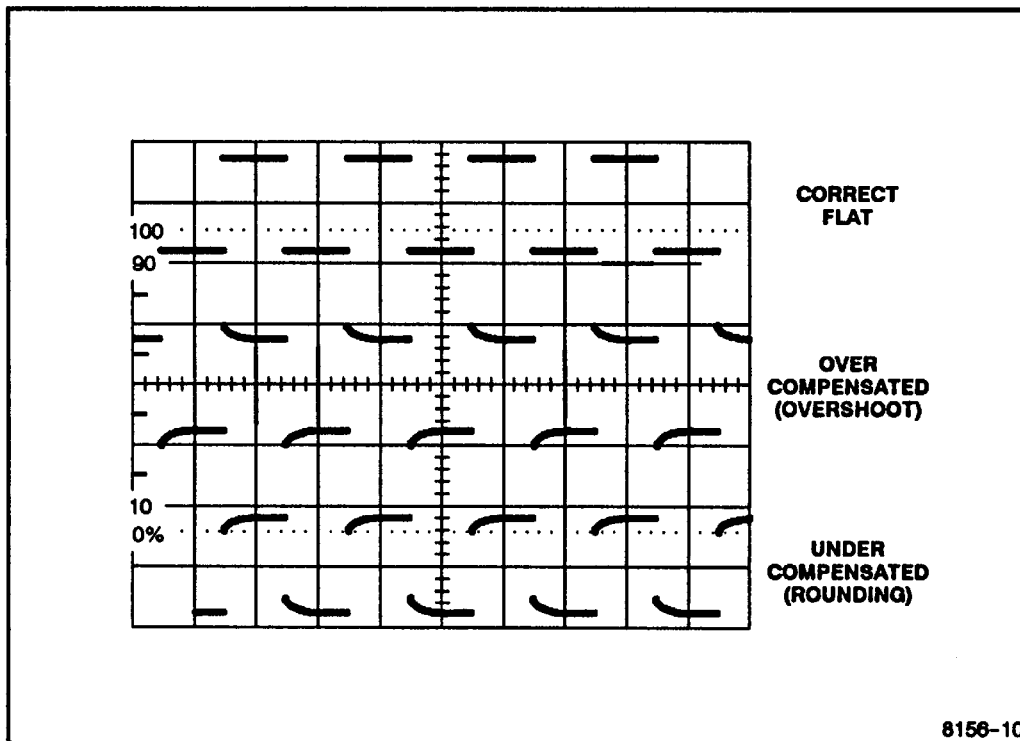 CORRECT
FLAT
100
90
OVER
COMPENSATED
(OVERSHOOT)
10
0%
UNDER
COMPENSATED
(ROUNDING)
8156-10